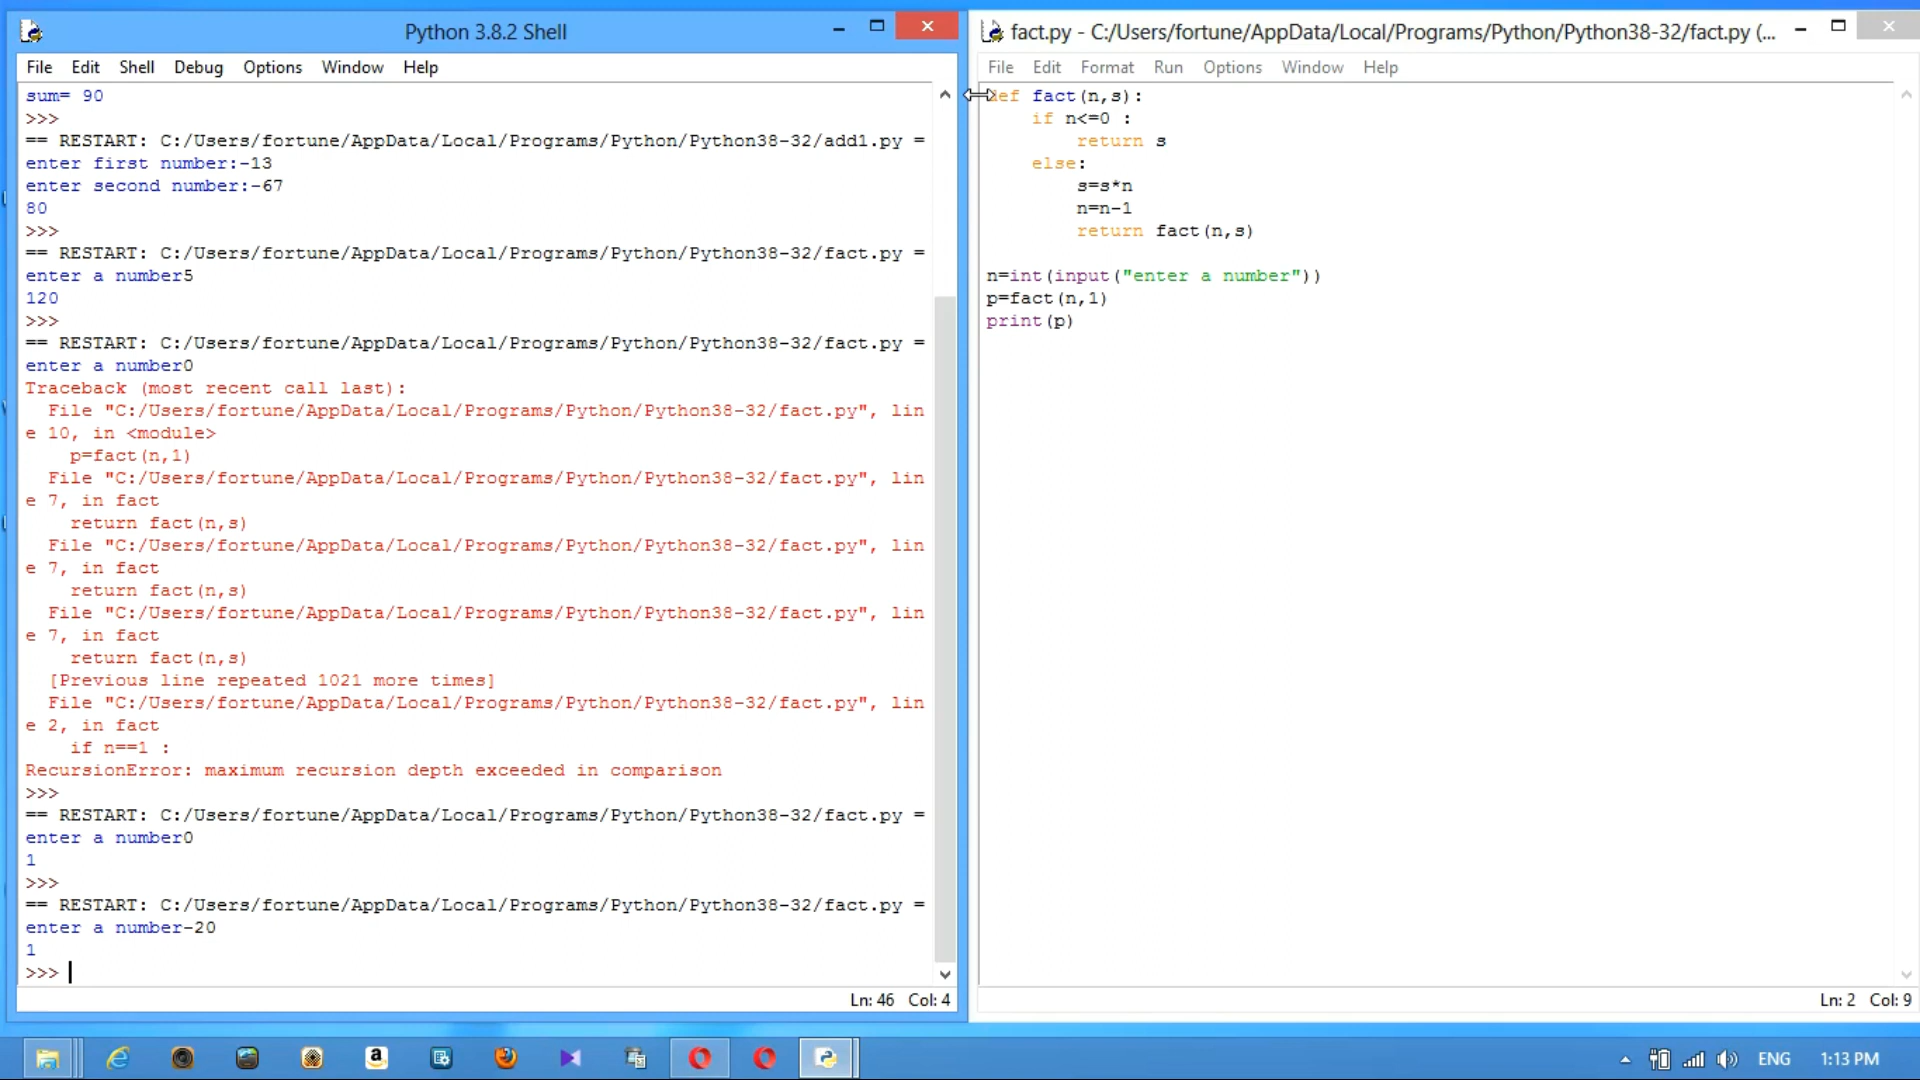 Python 3.8.2 Shell
File Edit Shell Debug Options Window Help
sum= 90
>>>
== RESTART: C:/Users/fortune/AppData/Local/Programs/Python/Python38-32/add1.py =
enter first number:-13
enter second number:-67
80
>>>
== RESTART: C:/Users/fortune/AppData/Local/Programs/Python/Python38-32/fact.py =
enter a number5
120
>>>
== RESTART: C:/Users/fortune/AppData/Local/Programs/Python/Python38-32/fact.py =
enter a number0
Traceback (most recent call last):
  File "C:/Users/fortune/AppData/Local/Programs/Python/Python38-32/fact.py", lin
e 10, in <module>
    p=fact(n,1)
  File "C:/Users/fortune/AppData/Local/Programs/Python/Python38-32/fact.py", lin
e 7, in fact
    return fact(n,s)
  File "C:/Users/fortune/AppData/Local/Programs/Python/Python38-32/fact.py", lin
e 7, in fact
    return fact(n,s)
  File "C:/Users/fortune/AppData/Local/Programs/Python/Python38-32/fact.py", lin
e 7, in fact
    return fact(n,s)
  [Previous line repeated 1021 more times]
  File "C:/Users/fortune/AppData/Local/Programs/Python/Python38-32/fact.py", lin
e 2, in fact
    if n==1 :
RecursionError: maximum recursion depth exceeded in comparison
>>>
== RESTART: C:/Users/fortune/AppData/Local/Programs/Python/Python38-32/fact.py =
enter a number0
1
>>>
== RESTART: C:/Users/fortune/AppData/Local/Programs/Python/Python38-32/fact.py =
enter a number-20
1
>>>
Ln: 46 Col: 4
fact.py - C:/Users/fortune/AppData/Local/Programs/Python/Python38-32/fact.py (...
File Edit Format Run Options Window Help
def fact(n,s):
    if n<=0 :
        return s
    else:
        s=s*n
        n=n-1
        return fact(n,s)
n=int(input("enter a number"))
p=fact(n,1)
print(p)
Ln: 2 Col: 9
ENG 1:13 PM